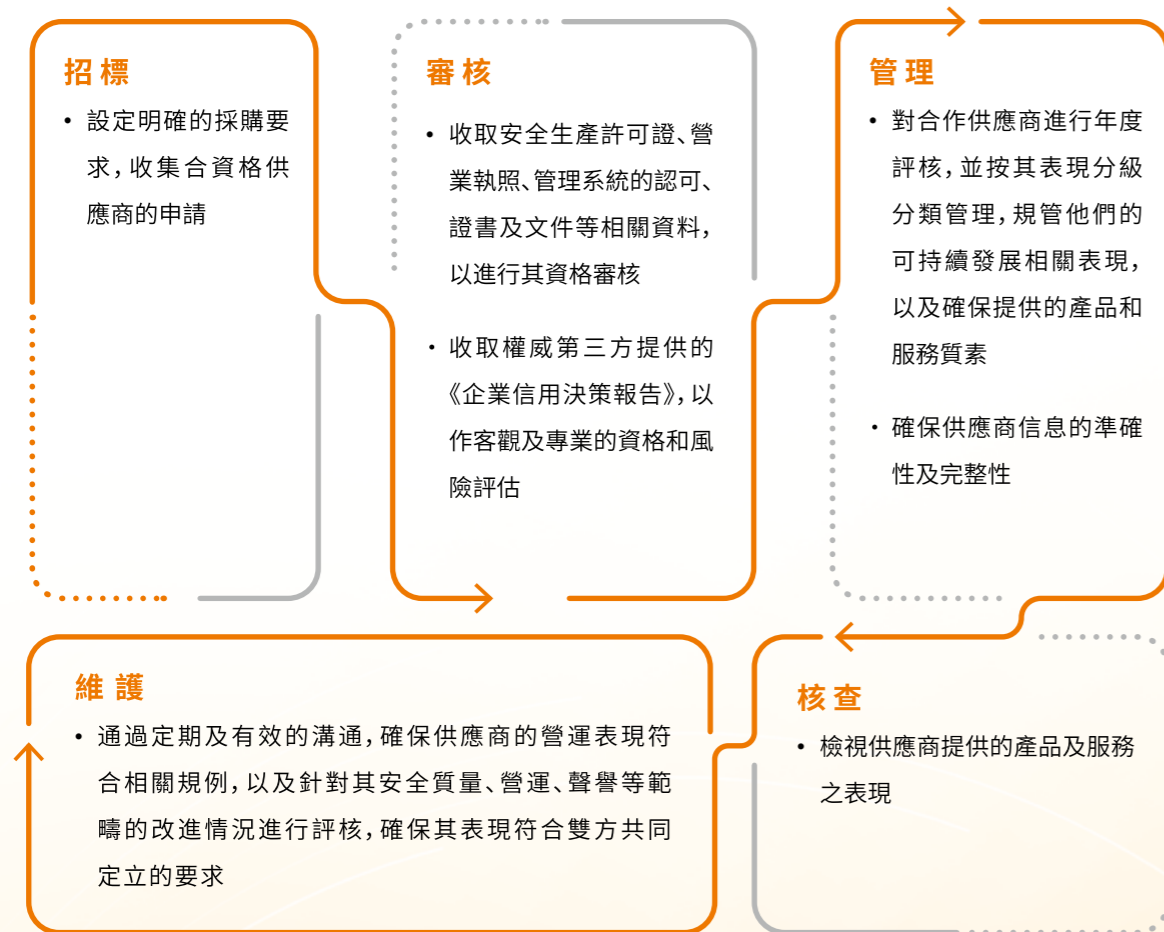 招標
• 設定明確的採購要
求，收集合資格供
應商的申請
審核
• 收取安全生產許可證、營
業執照、管理系統的認可、
證書及文件等相關資料，
以進行其資格審核
• 收取權威第三方提供的
《企業信用決策報告》，以
作客觀及專業的資格和風
險評估
管理
• 對合作供應商進行年度
評核，並按其表現分級
分類管理，規管他們的
可持續發展相關表現，
以及確保提供的產品和
服務質素
• 確保供應商信息的準確
性及完整性
核查
• 檢視供應商提供的產品及服務
之表現
維護
• 通過定期及有效的溝通，確保供應商的營運表現符
合相關規例，以及針對其安全質量、營運、聲譽等範
疇的改進情況進行評核，確保其表現符合雙方共同
定立的要求